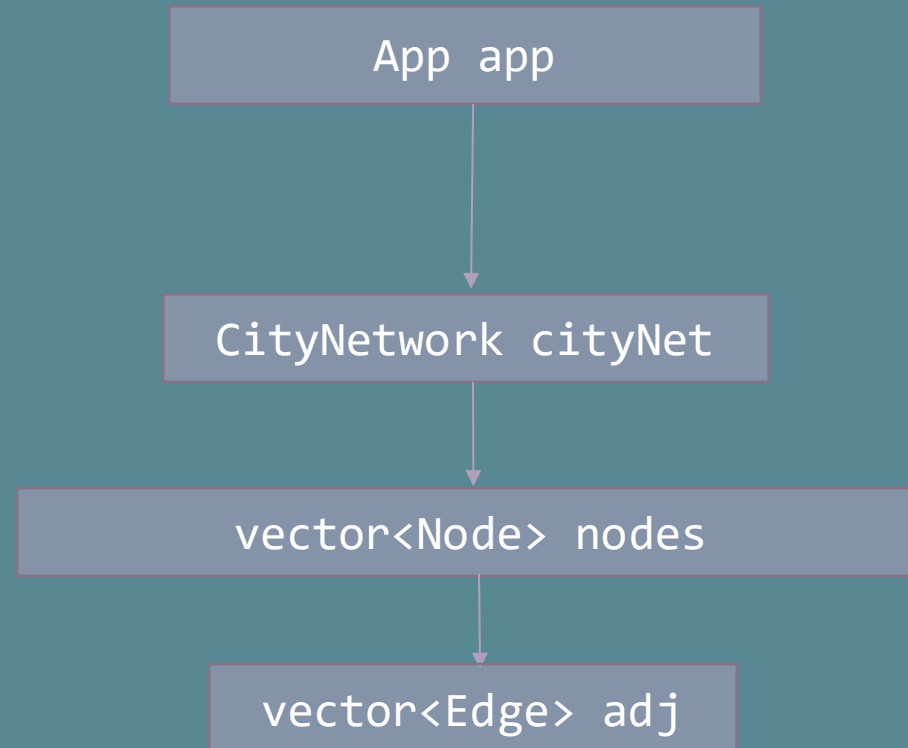 App app
CityNetwork cityNet
vector<Node> nodes
vector<Edge> adj